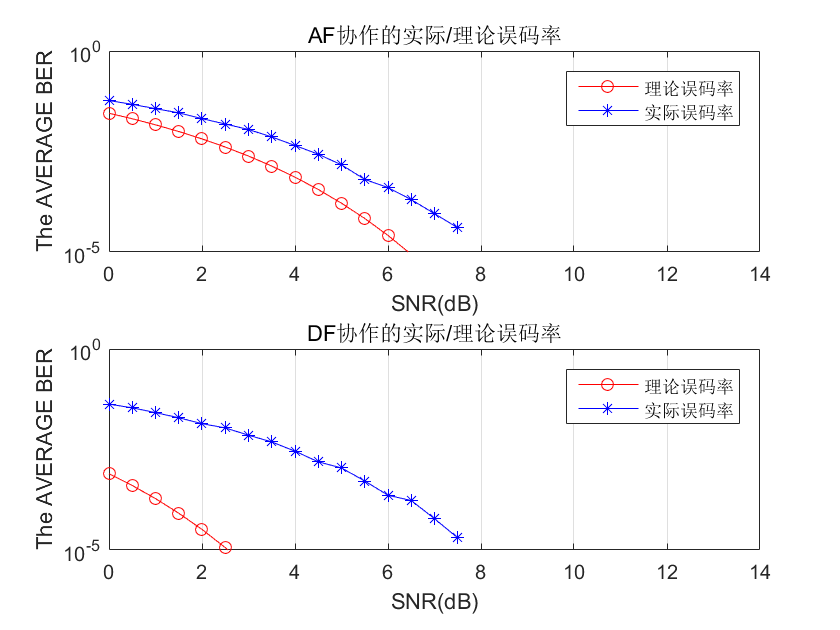 AF协作的实际/理论误码率
The AVERAGE BER
10^0
10^-5
理论误码率
实际误码率
0 2 4 6 8 10 12 14
SNR(dB)
DF协作的实际/理论误码率
The AVERAGE BER
10^0
10^-5
理论误码率
实际误码率
0 2 4 6 8 10 12 14
SNR(dB)